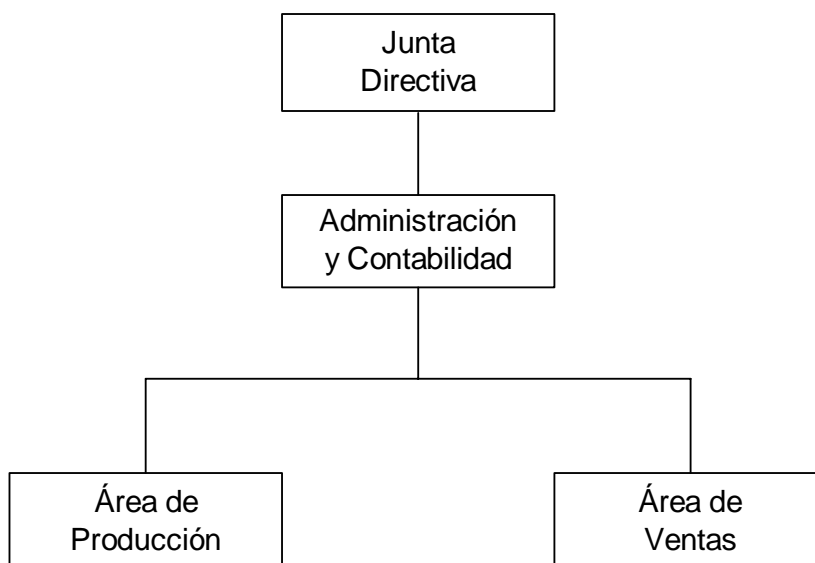 Junta
Directiva
Administración
y Contabilidad
Área de
Producción
Área de
Ventas